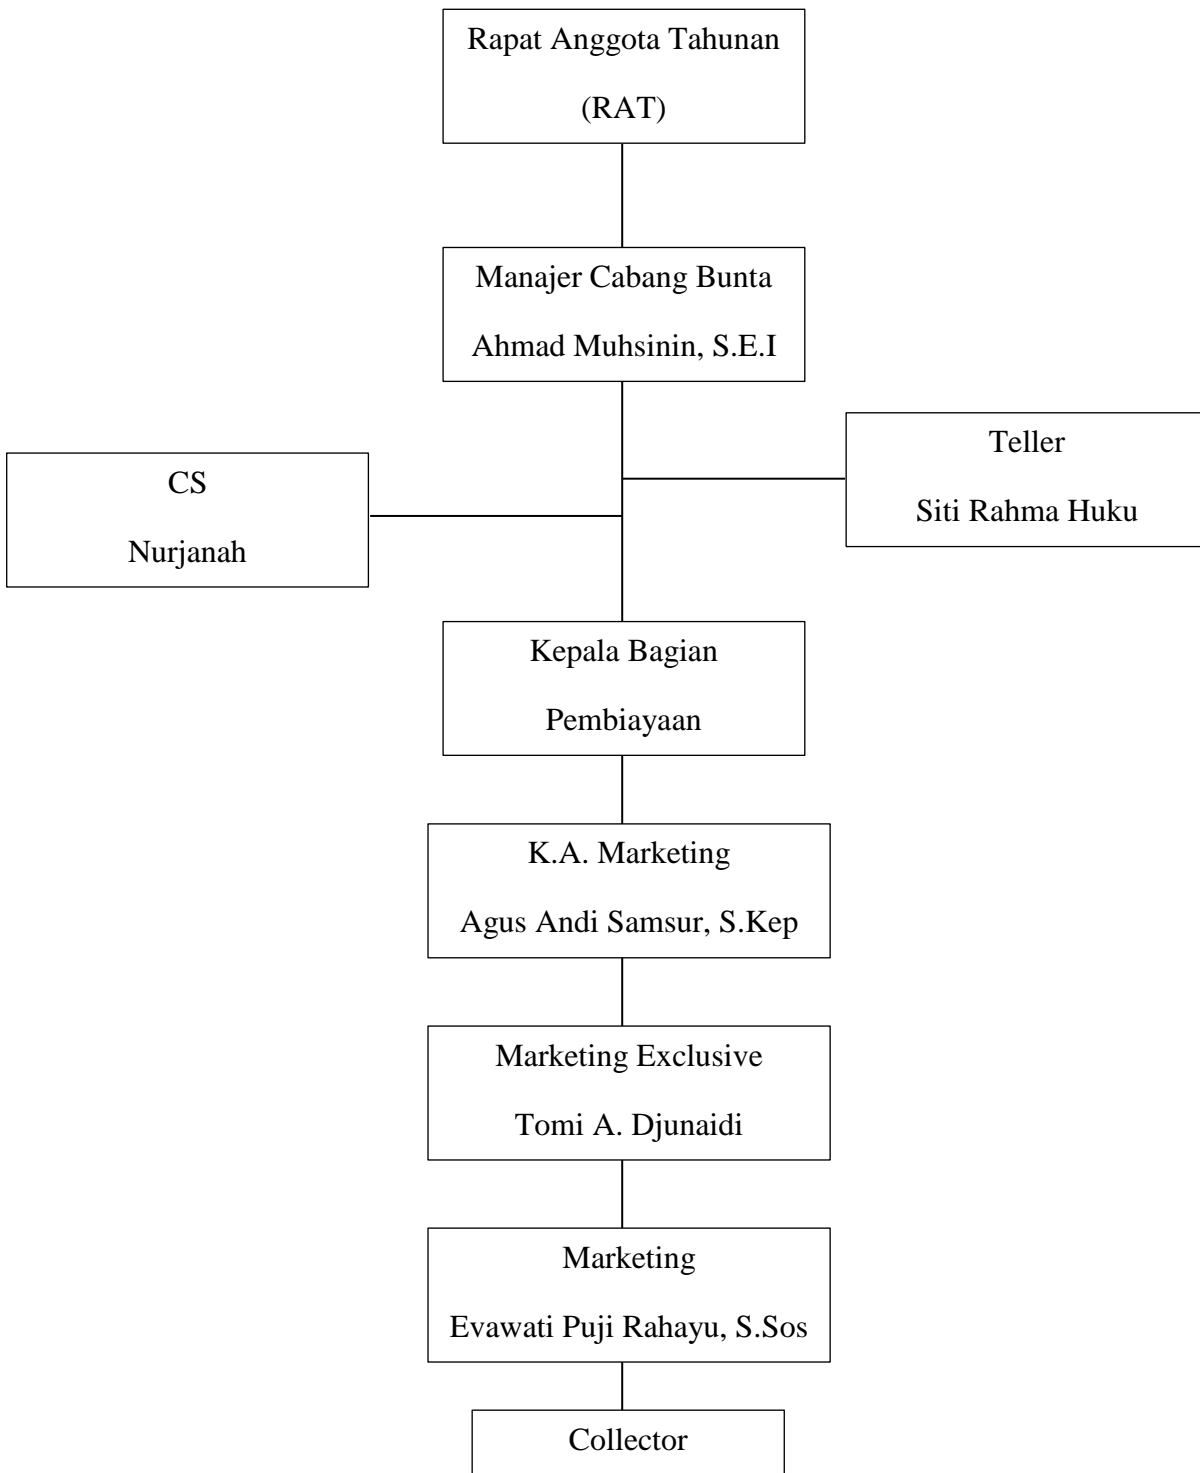 Rapat Anggota Tahunan
(RAT)
Manajer Cabang Bunta
Ahmad Muhsinin, S.E.I
Teller
Siti Rahma Huku
CS
Nurjanah
Kepala Bagian
Pembiayaan
K.A. Marketing
Agus Andi Samsur, S.Kep
Marketing Exclusive
Tomi A. Djunaidi
Marketing
Evawati Puji Rahayu, S.Sos
Collector